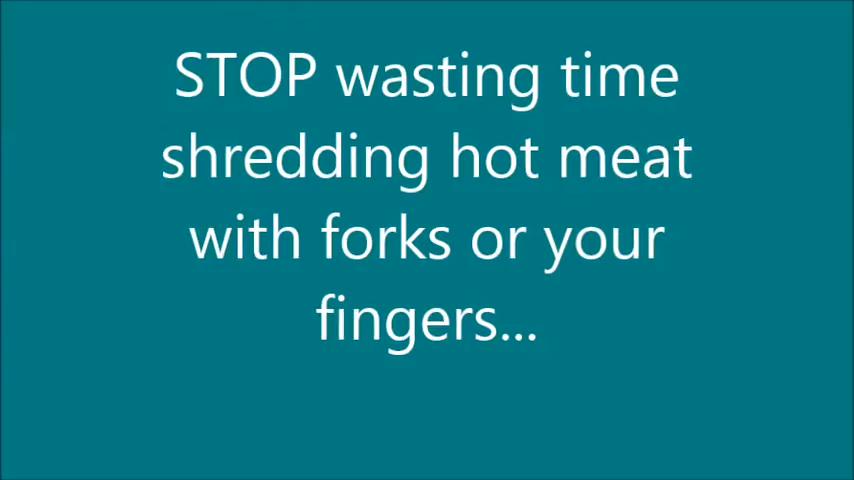 STOP wasting time
shredding hot meat
with forks or your
fingers...